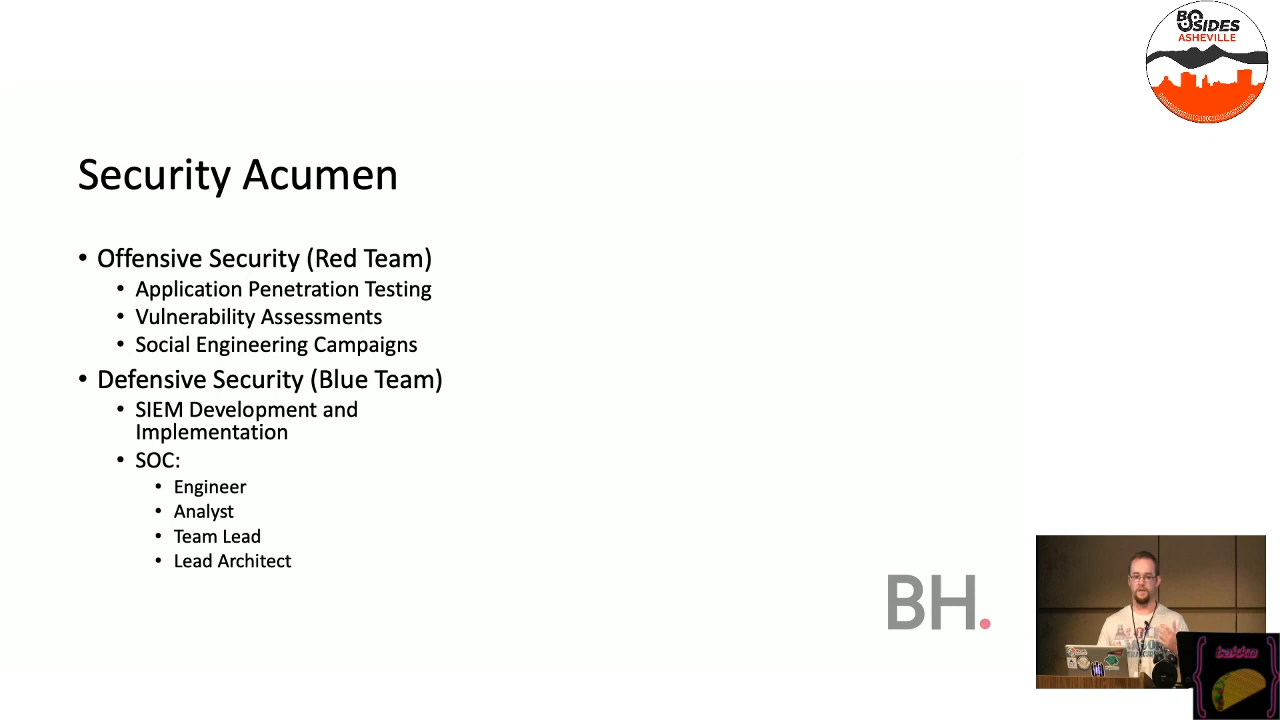 BSIDES
ASHEVILLE
Security Acumen
• Offensive Security (Red Team)
• Application Penetration Testing
• Vulnerability Assessments
• Social Engineering Campaigns
• Defensive Security (Blue Team)
• SIEM Development and
Implementation
• SOC:
• Engineer
• Analyst
• Team Lead
• Lead Architect
BH.
takka